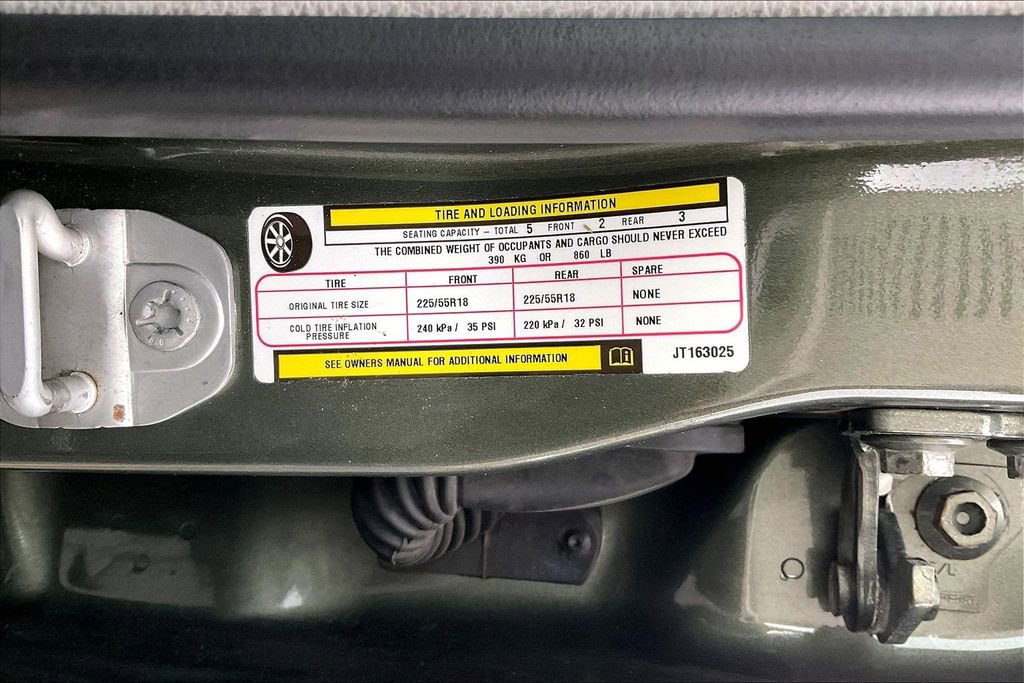 TIRE AND LOADING INFORMATION
SEATING CAPACITY - TOTAL 5 FRONT 2 REAR 3
THE COMBINED WEIGHT OF OCCUPANTS AND CARGO SHOULD NEVER EXCEED
390 KG OR 860 LB
TIRE FRONT REAR SPARE
ORIGINAL TIRE SIZE 225/55R18 225/55R18 NONE
COLD TIRE INFLATION PRESSURE 240 kPa / 35 PSI 220 kPa / 32 PSI NONE
SEE OWNERS MANUAL FOR ADDITIONAL INFORMATION
JT163025